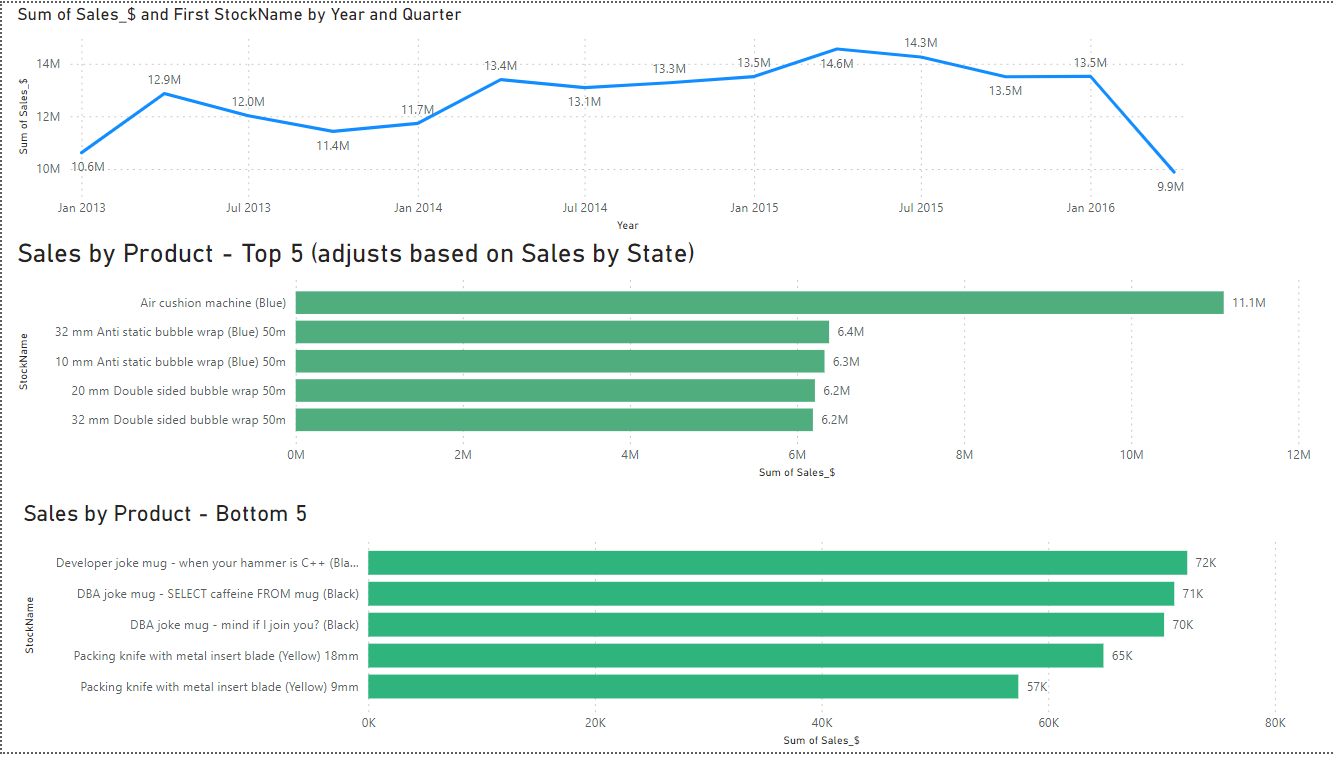 Sum of Sales_$ and First StockName by Year and Quarter
Sum of Sales_$
14M
12M
10M
10.6M
12.9M
12.0M
11.4M
11.7M
13.4M
13.1M
13.3M
13.5M
14.6M
14.3M
13.5M
13.5M
9.9M
Jan 2013
Jul 2013
Jan 2014
Jul 2014
Jan 2015
Jul 2015
Jan 2016
Year
Sales by Product - Top 5 (adjusts based on Sales by State)
StockName
Air cushion machine (Blue) 11.1M
32 mm Anti static bubble wrap (Blue) 50m 6.4M
10 mm Anti static bubble wrap (Blue) 50m 6.3M
20 mm Double sided bubble wrap 50m 6.2M
32 mm Double sided bubble wrap 50m 6.2M
0M 2M 4M 6M 8M 10M 12M
Sum of Sales_$
Sales by Product - Bottom 5
StockName
Developer joke mug - when your hammer is C++ (Bla... 72K
DBA joke mug - SELECT caffeine FROM mug (Black) 71K
DBA joke mug - mind if I join you? (Black) 70K
Packing knife with metal insert blade (Yellow) 18mm 65K
Packing knife with metal insert blade (Yellow) 9mm 57K
0K 20K 40K 60K 80K
Sum of Sales_$